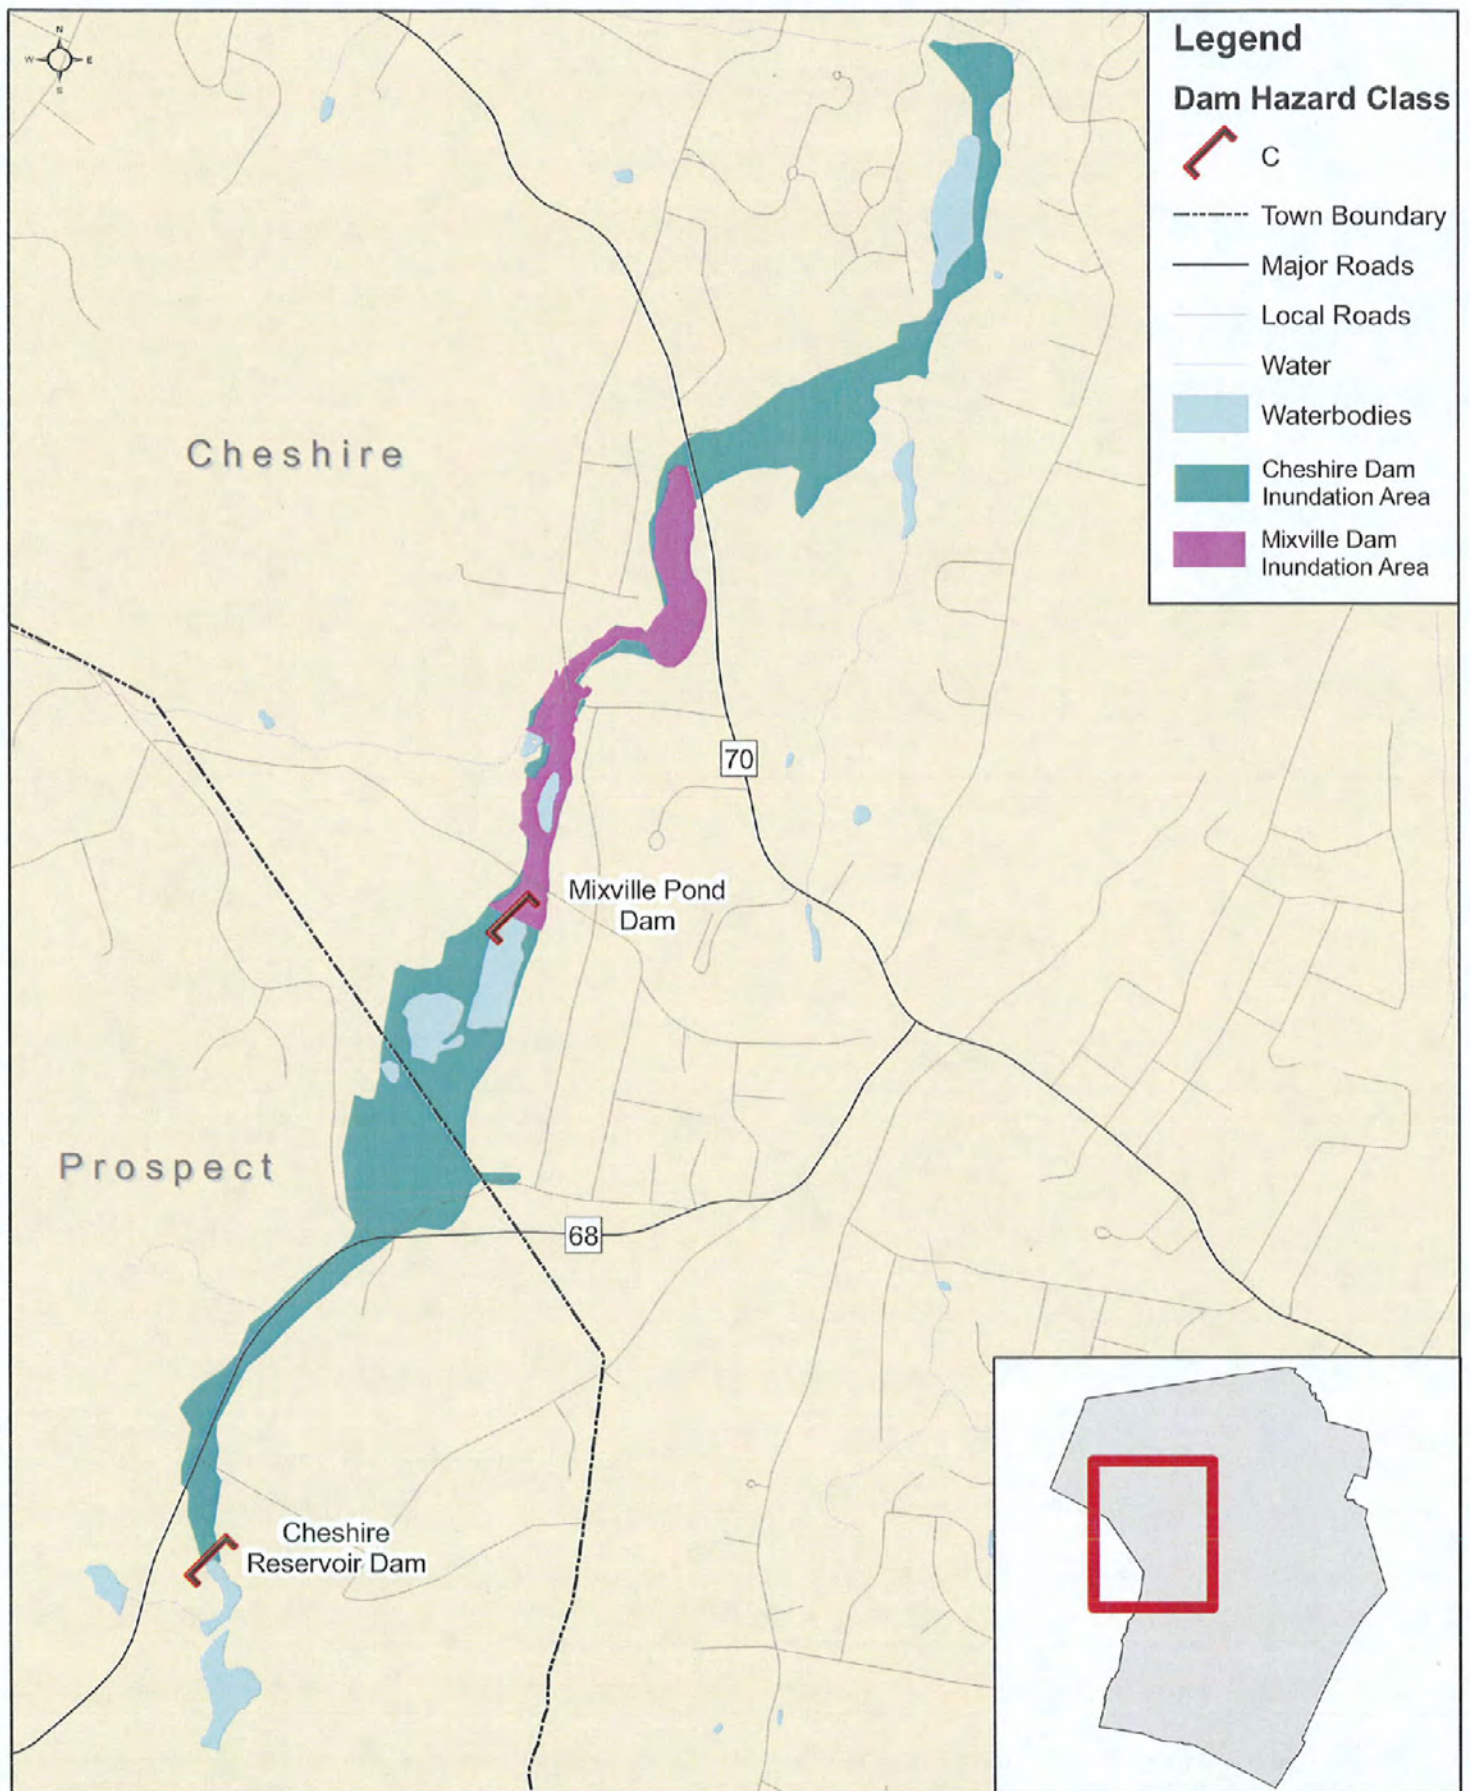 N
W E
S
Legend
Dam Hazard Class
C
Town Boundary
Major Roads
Local Roads
Water
Waterbodies
Cheshire Dam
Inundation Area
Mixville Dam
Inundation Area
Cheshire
70
Mixville Pond
Dam
Prospect
68
Cheshire
Reservoir Dam